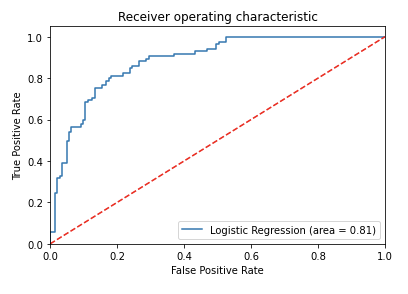 Receiver operating characteristic
1.0
0.8
0.6
0.4
0.2
0.0
True Positive Rate
Logistic Regression (area = 0.81)
0.0 0.2 0.4 0.6 0.8 1.0
False Positive Rate